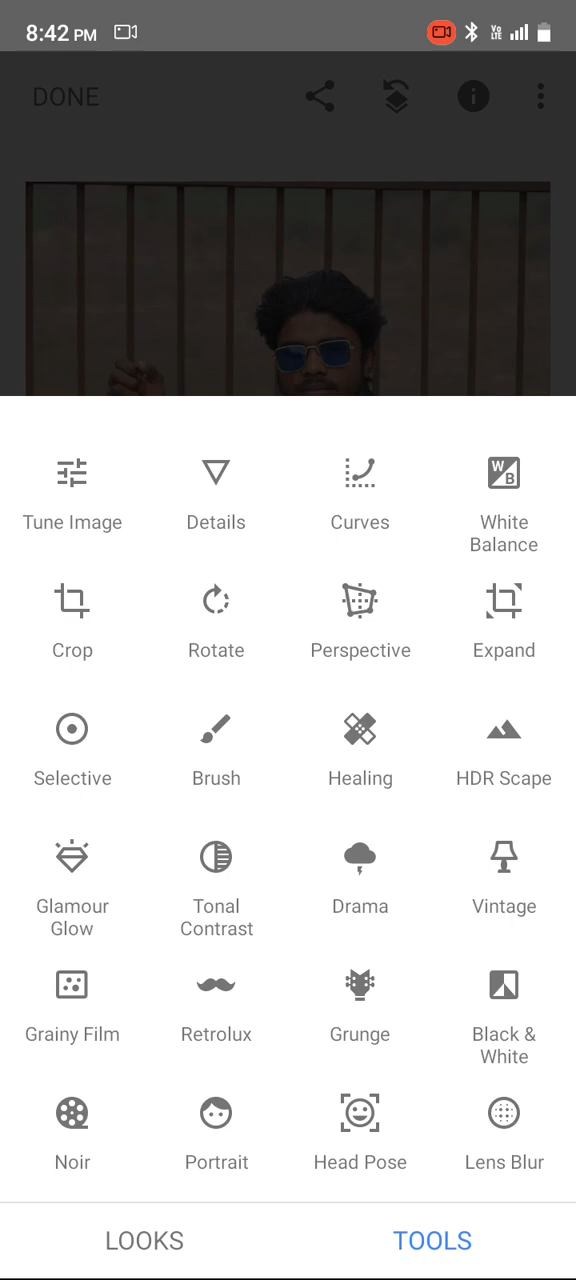 8:42 PM
Vo LTE
DONE
Tune Image
Details
Curves
W B
White
Balance
Crop
Rotate
Perspective
Expand
Selective
Brush
Healing
HDR Scape
Glamour
Glow
Tonal
Contrast
Drama
Vintage
Grainy Film
Retrolux
Grunge
Black &
White
Noir
Portrait
Head Pose
Lens Blur
LOOKS
TOOLS